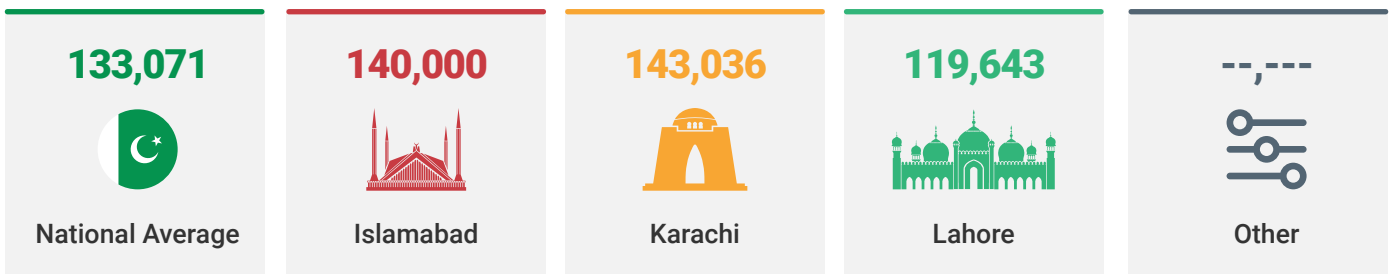 133,071
National Average
140,000
Islamabad
143,036
Karachi
119,643
Lahore
--,---
Other